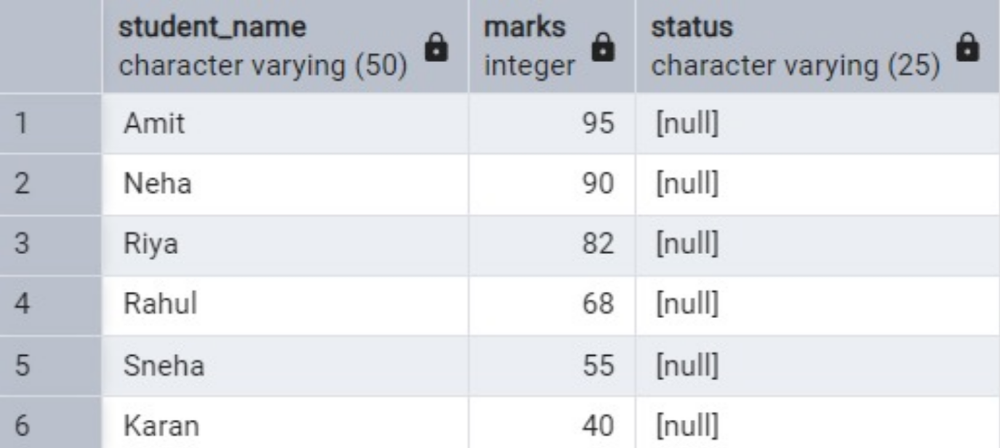 student_name marks status
character varying (50) integer character varying (25)
1 Amit 95 [null]
2 Neha 90 [null]
3 Riya 82 [null]
4 Rahul 68 [null]
5 Sneha 55 [null]
6 Karan 40 [null]